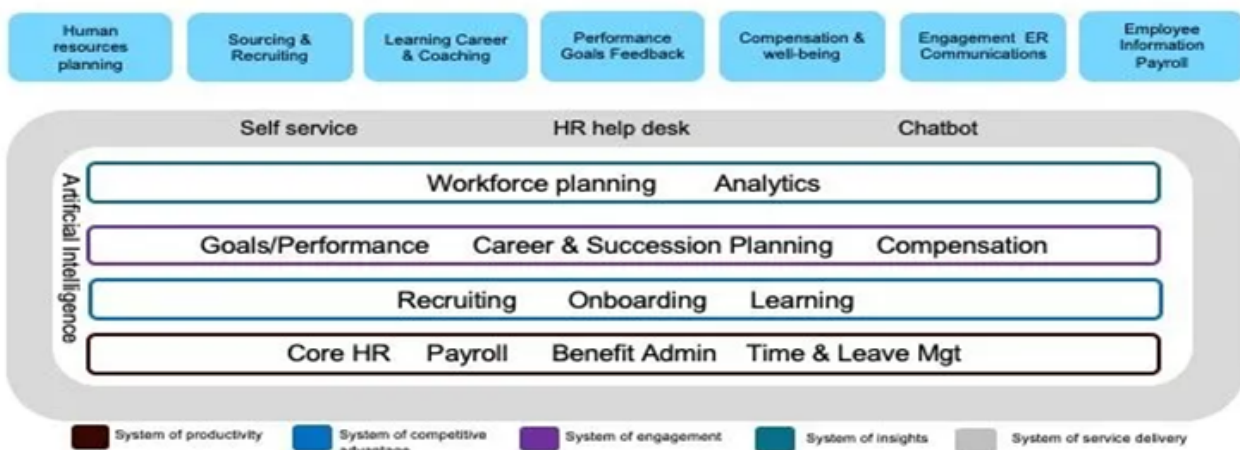 Human
resources
planning
Sourcing &
Recruiting
Learning Career
& Coaching
Performance
Goals Feedback
Compensation &
well-being
Engagement ER
Communications
Employee
Information
Payroll
Self service
HR help desk
Chatbot
Artificial Intelligence
Workforce planning Analytics
Goals/Performance Career & Succession Planning Compensation
Recruiting Onboarding Learning
Core HR Payroll Benefit Admin Time & Leave Mgt
System of productivity
System of competitive
advantage
System of engagement
System of insights
System of service delivery